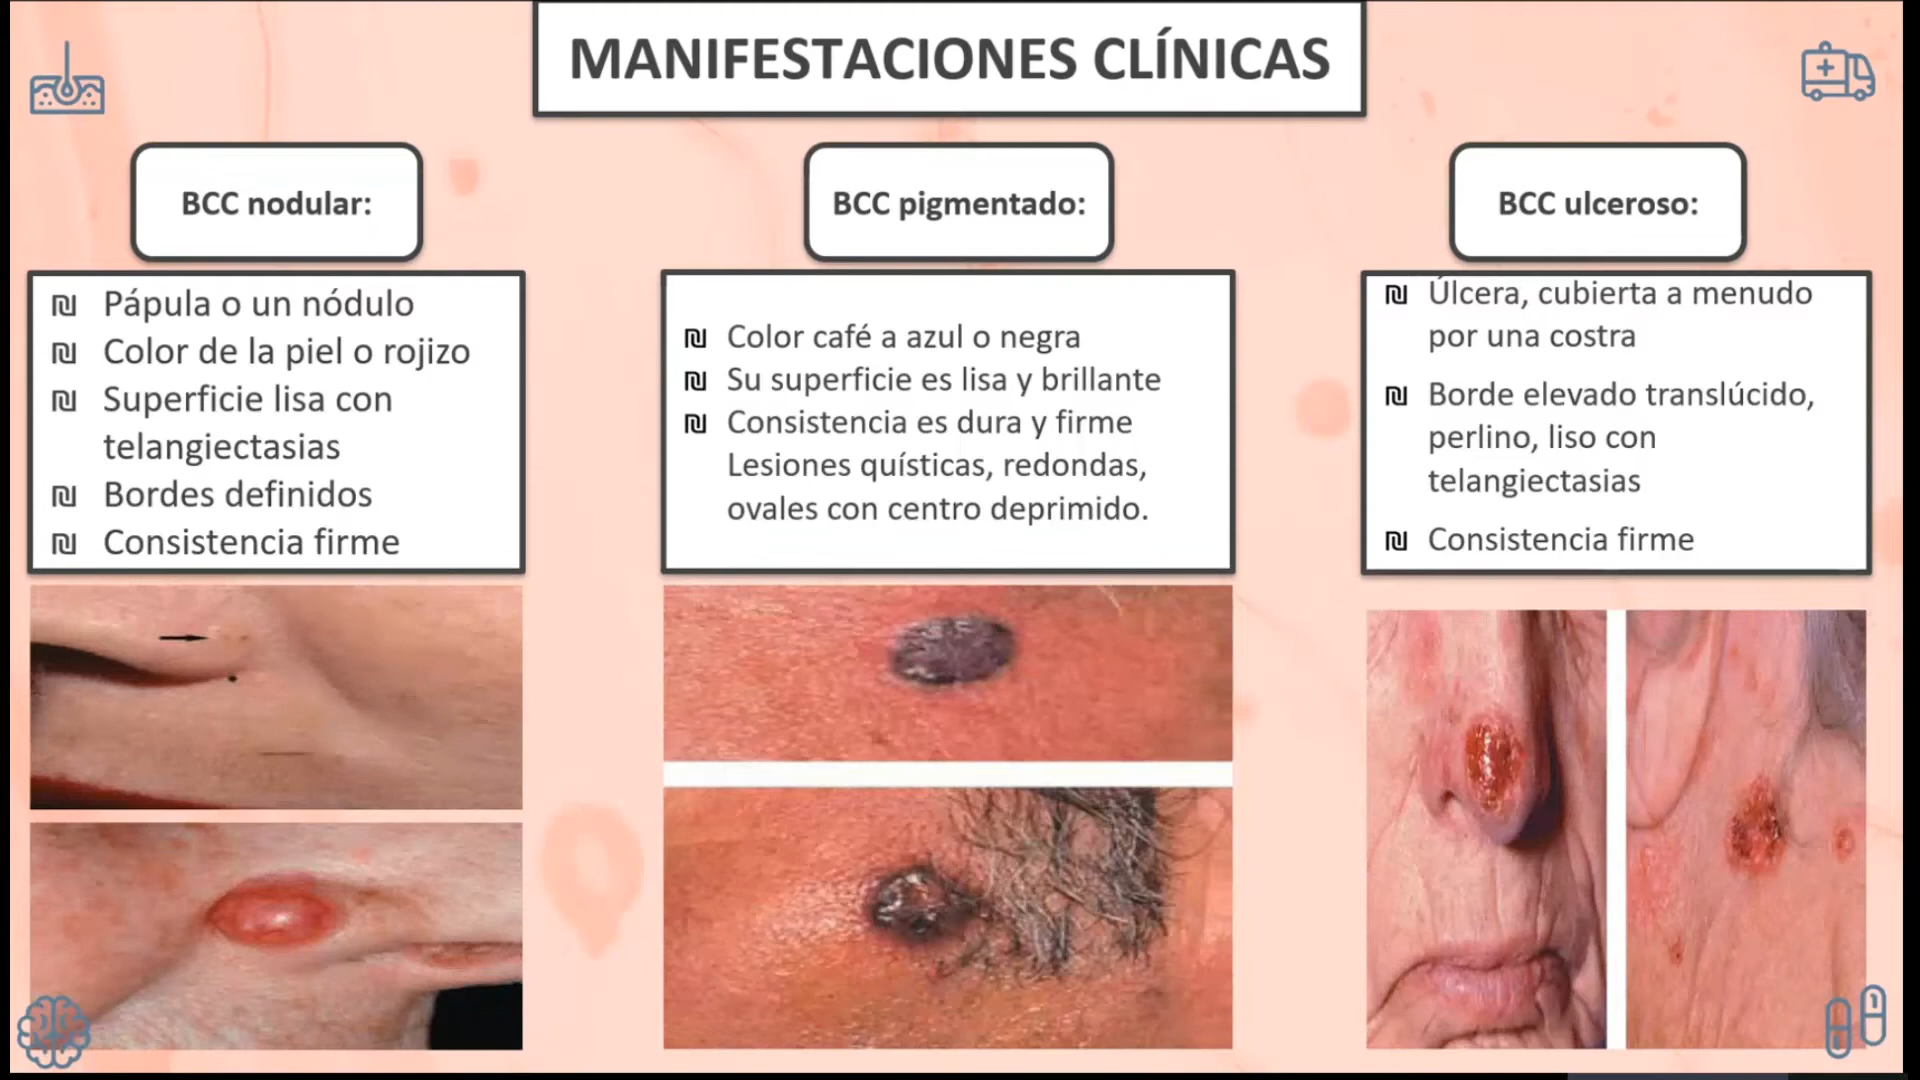 MANIFESTACIONES CLÍNICAS
BCC nodular:
₪ Pápula o un nódulo
₪ Color de la piel o rojizo
₪ Superficie lisa con
telangiectasias
₪ Bordes definidos
₪ Consistencia firme
BCC pigmentado:
₪ Color café a azul o negra
₪ Su superficie es lisa y brillante
₪ Consistencia es dura y firme
Lesiones quísticas, redondas,
ovales con centro deprimido.
BCC ulceroso:
₪ Úlcera, cubierta a menudo
por una costra
₪ Borde elevado translúcido,
perlino, liso con
telangiectasias
₪ Consistencia firme